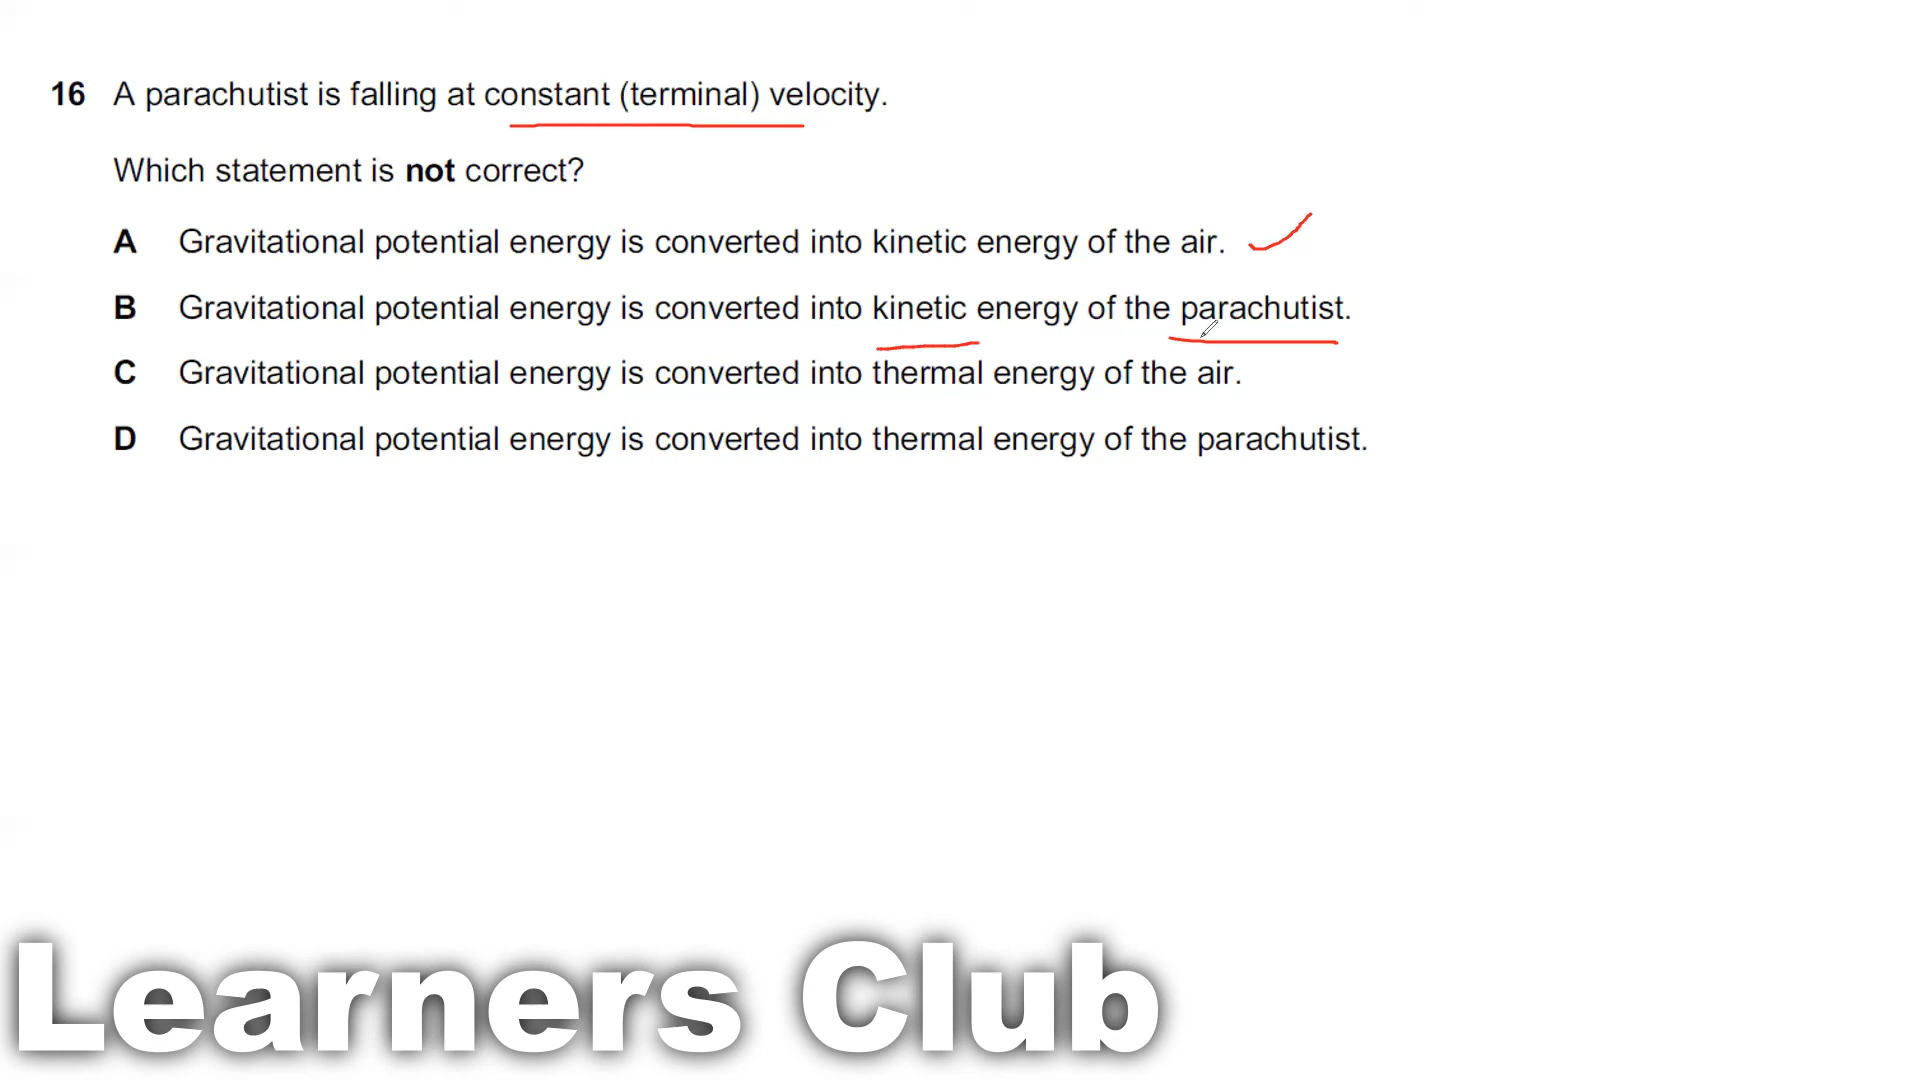 16 A parachutist is falling at constant (terminal) velocity.
Which statement is not correct?
A Gravitational potential energy is converted into kinetic energy of the air.
B Gravitational potential energy is converted into kinetic energy of the parachutist.
C Gravitational potential energy is converted into thermal energy of the air.
D Gravitational potential energy is converted into thermal energy of the parachutist.
Learners Club